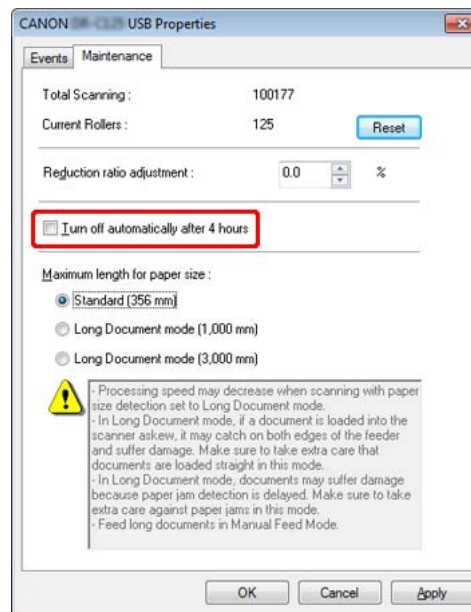 CANON USB Properties
Events
Maintenance
Total Scanning :
100177
Current Rollers :
125
Reset
Reduction ratio adjustment :
0.0
%
Turn off automatically after 4 hours
Maximum length for paper size :
Standard (356 mm)
Long Document mode (1,000 mm)
Long Document mode (3,000 mm)
- Processing speed may decrease when scanning with paper
size detection set to Long Document mode.
- In Long Document mode, if a document is loaded into the
scanner askew, it may catch on both edges of the feeder
and suffer damage. Make sure to take extra care that
documents are loaded straight in this mode.
- In Long Document mode, documents may suffer damage
because paper jam detection is delayed. Make sure to take
extra care against paper jams in this mode.
- Feed long documents in Manual Feed Mode.
OK
Cancel
Apply